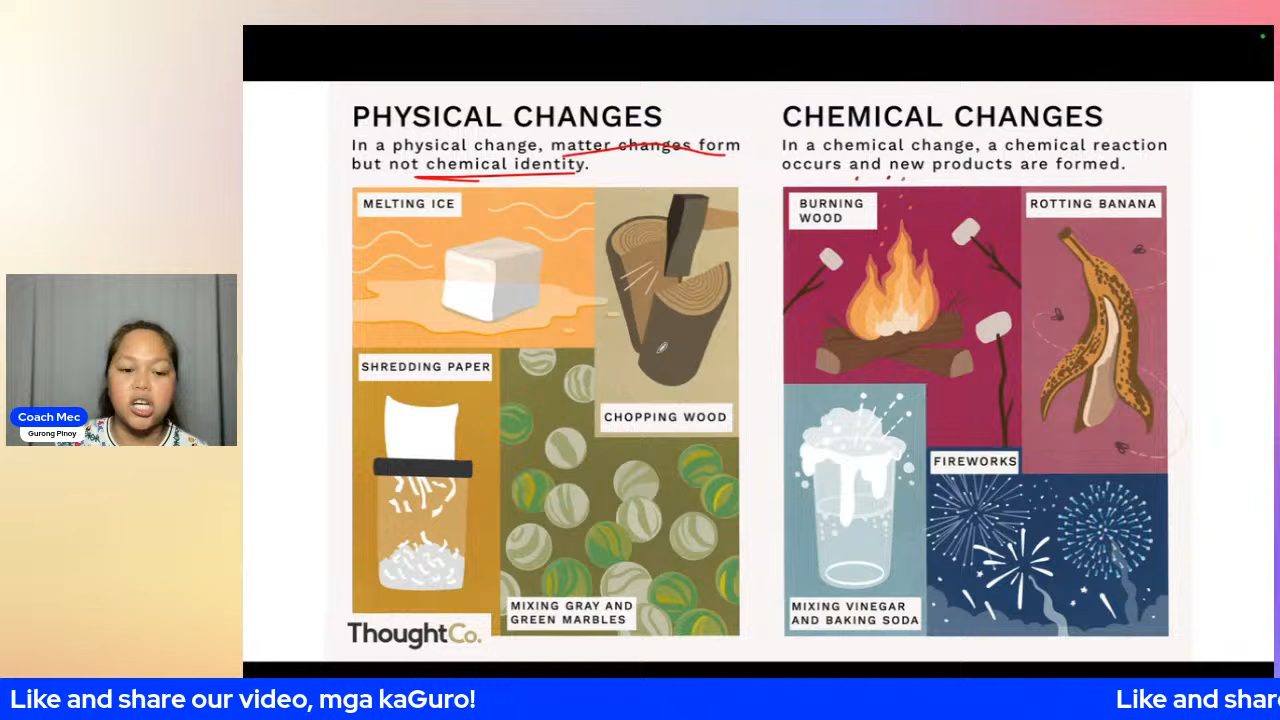 PHYSICAL CHANGES
In a physical change, matter changes form
but not chemical identity.
CHEMICAL CHANGES
In a chemical change, a chemical reaction
occurs and new products are formed.
MELTING ICE
BURNING
WOOD
ROTTING BANANA
SHREDDING PAPER
CHOPPING WOOD
Coach Mec
Gurong Pinoy
FIREWORKS
MIXING GRAY AND
GREEN MARBLES
MIXING VINEGAR
AND BAKING SODA
ThoughtCo.
Like and share our video, mga kaGuro!
Like and share